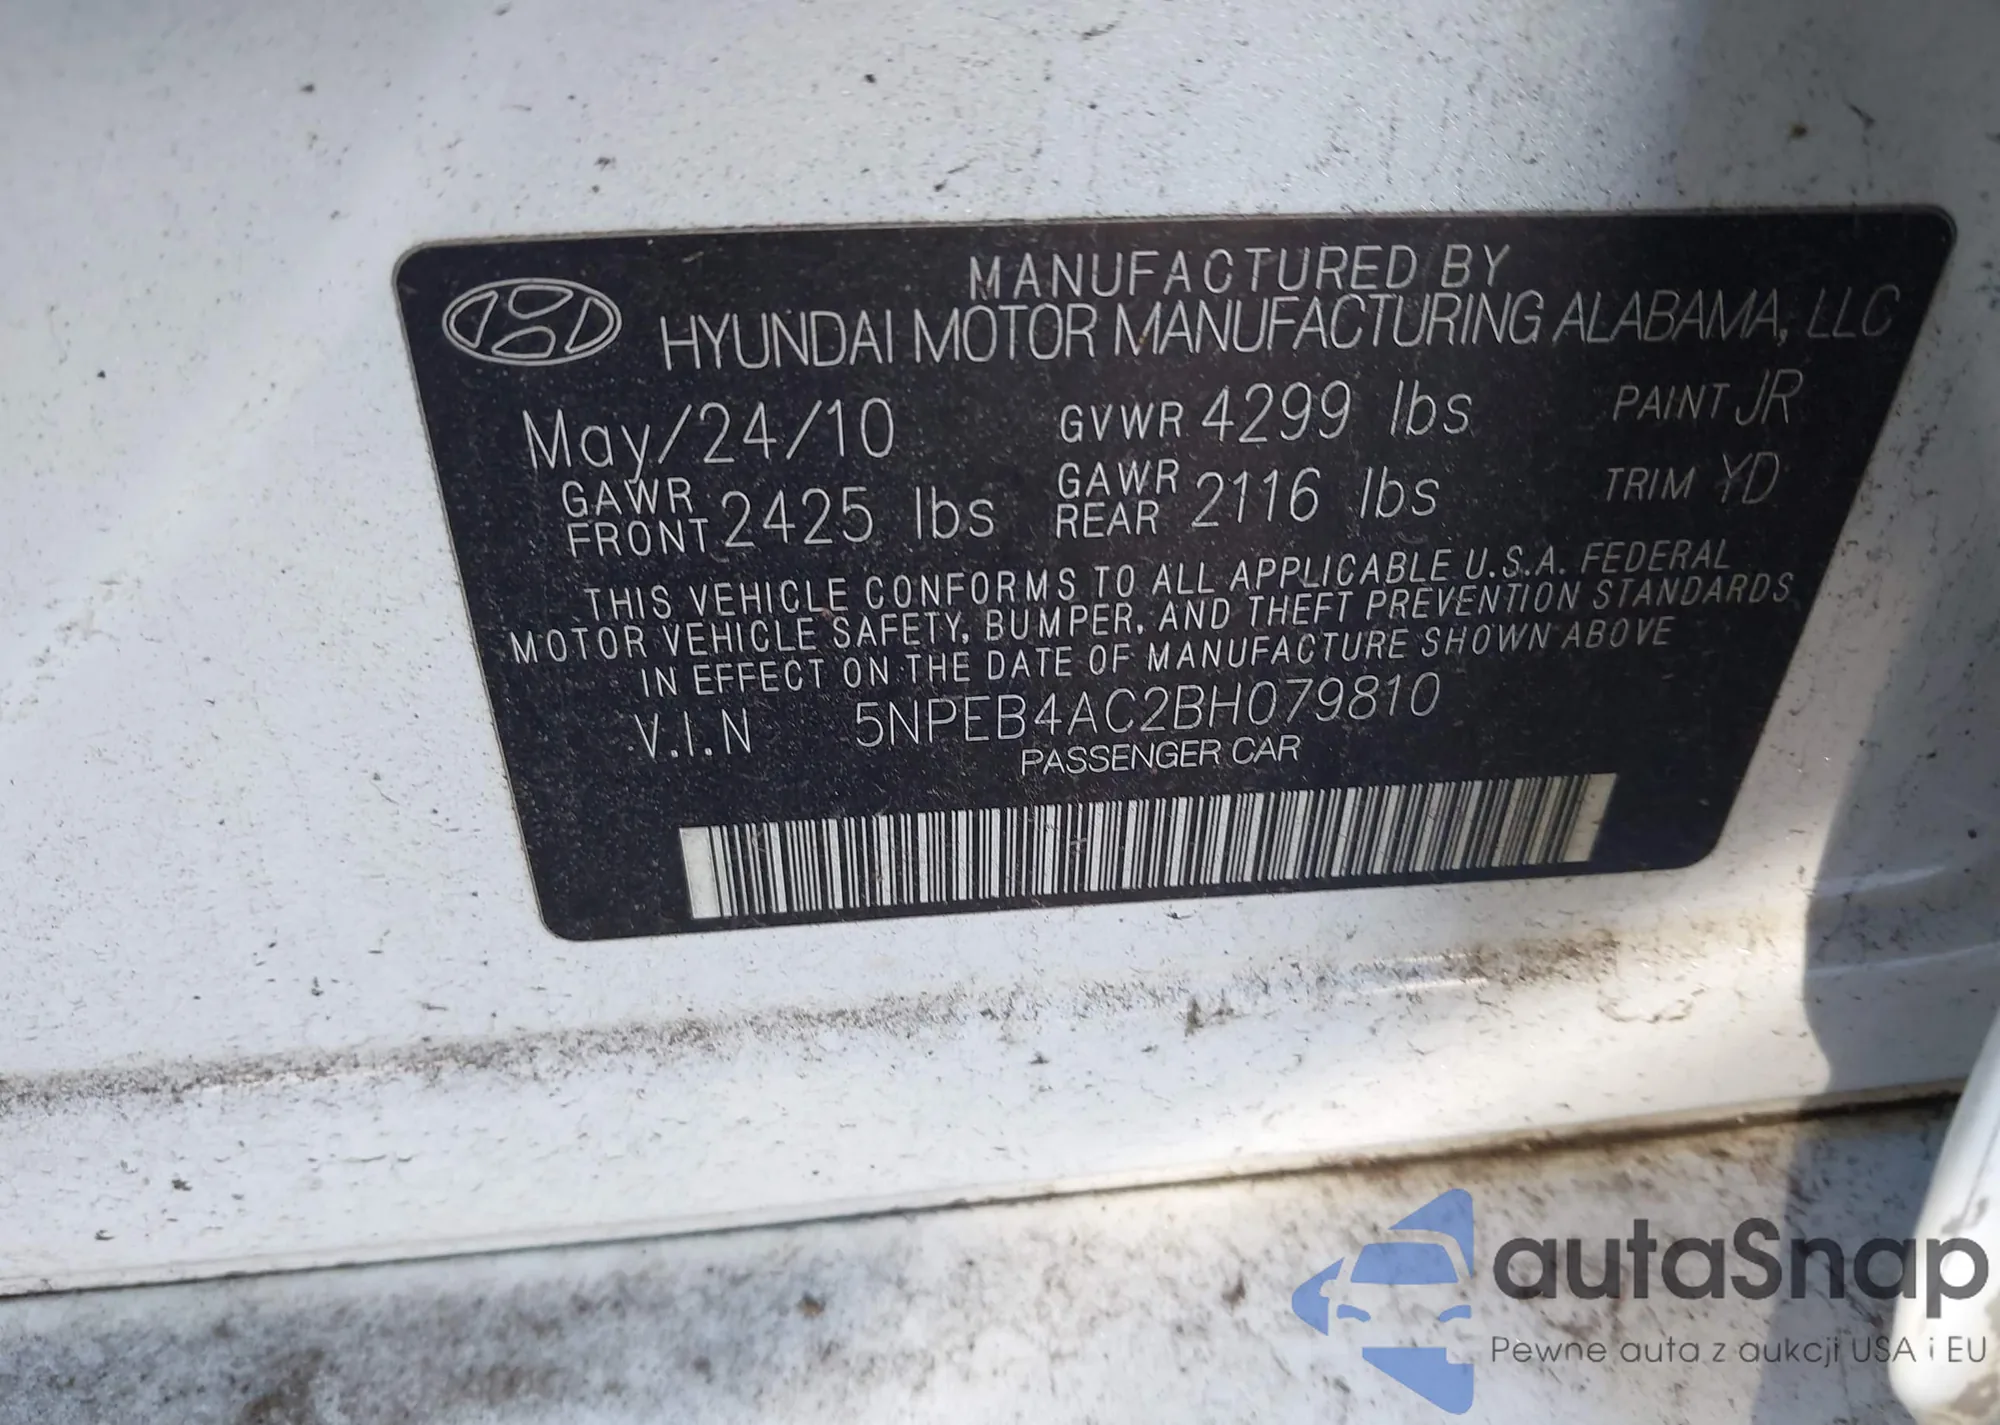 MANUFACTURED BY
HYUNDAI MOTOR MANUFACTURING ALABAMA, LLC
May/24/10 GVWR 4299 lbs PAINT JR
GAWR FRONT 2425 lbs GAWR REAR 2116 lbs TRIM YD
THIS VEHICLE CONFORMS TO ALL APPLICABLE U.S.A. FEDERAL
MOTOR VEHICLE SAFETY, BUMPER, AND THEFT PREVENTION STANDARDS
IN EFFECT ON THE DATE OF MANUFACTURE SHOWN ABOVE
V.I.N 5NPEB4AC2BH079810
PASSENGER CAR
autaSnap
Pewne auta z aukcji USA i EU